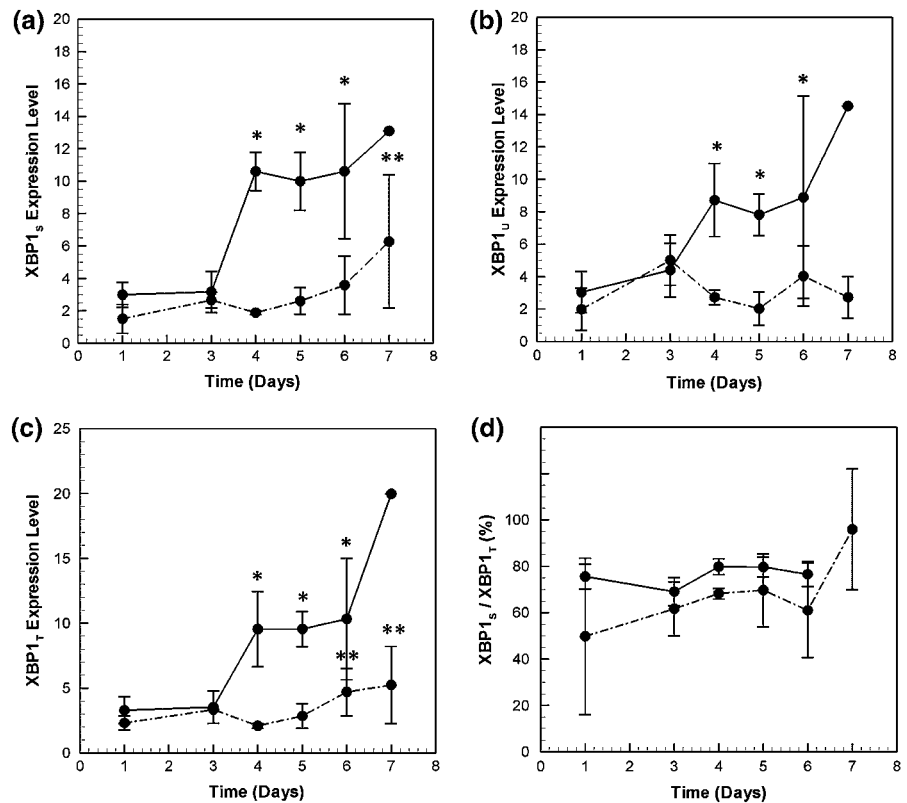 (a)
20
18
16
14
12
10
8
6
4
2
0
XBP1S Expression Level
*
*
*
**
0 1 2 3 4 5 6 7 8
Time (Days)
(b)
20
18
16
14
12
10
8
6
4
2
0
XBP1U Expression Level
*
*
*
0 1 2 3 4 5 6 7 8
Time (Days)
(c)
25
20
15
10
5
0
XBP1T Expression Level
*
*
*
**
**
0 1 2 3 4 5 6 7 8
Time (Days)
(d)
100
80
60
40
20
0
XBP1S / XBP1T (%)
0 1 2 3 4 5 6 7 8
Time (Days)